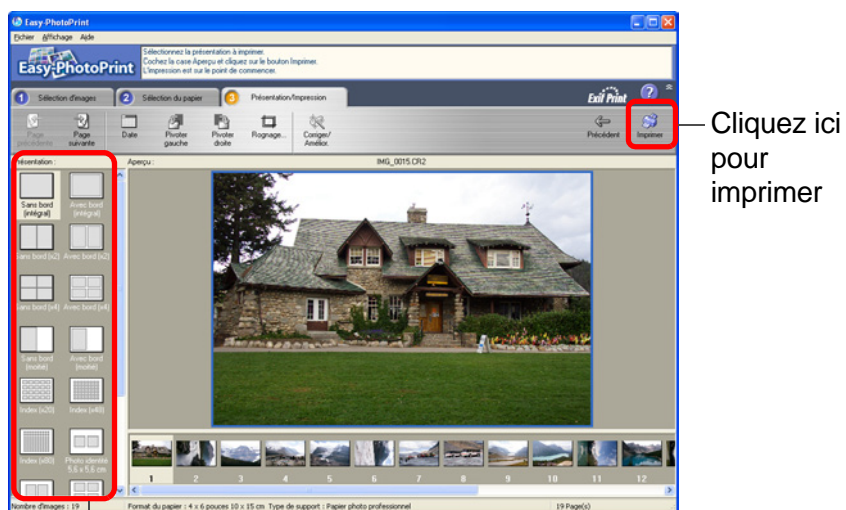 Easy-PhotoPrint
Fichier Affichage Aide
Easy-PhotoPrint
Sélectionnez la présentation à imprimer.
Cochez la case Aperçu et cliquez sur le bouton Imprimer.
L'impression est sur le point de commencer.
1 Sélection d'images
2 Sélection du papier
3 Présentation/Impression
Exif Print
?
Page précédente
Page suivante
Date
Pivoter gauche
Pivoter droite
Rognage...
Corriger/Amélior.
Précédent
Imprimer
Cliquez ici
pour
imprimer
Présentation :
Aperçu :
IMG_0015.CR2
Sans bord (intégral)
Avec bord (intégral)
Sans bord (x2)
Avec bord (x2)
Sans bord (x4)
Avec bord (x4)
Sans bord (moitié)
Avec bord (moitié)
Index (x20)
Index (x48)
Index (x80)
Photo identité 5,6 x 5,6 cm
1 2 3 4 5 6 7 8 9 10 11 12
Nombre d'images : 19
Format du papier : 4 x 6 pouces 10 x 15 cm Type de support : Papier photo professionnel
19 Page(s)